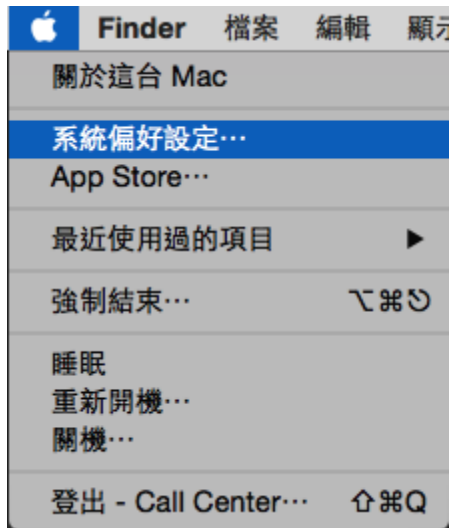 Finder 檔案 編輯 顯示
關於這台 Mac
系統偏好設定⋯
App Store⋯
最近使用過的項目 ▶
強制結束⋯ ⌥⌘⎋
睡眠
重新開機⋯
關機⋯
登出 - Call Center⋯ ⇧⌘Q